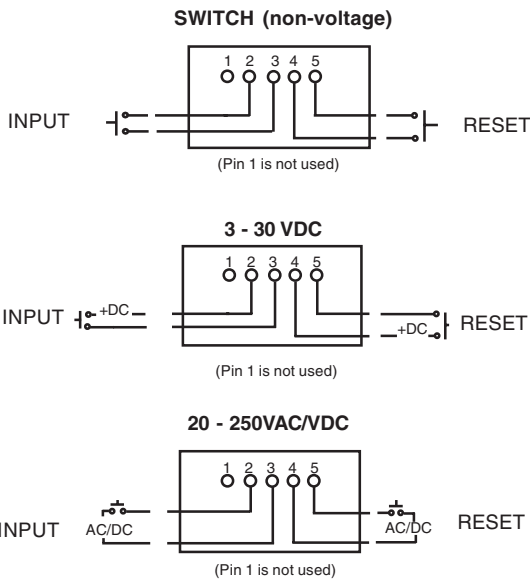 SWITCH (non-voltage)
1 2 3 4 5
INPUT
RESET
(Pin 1 is not used)
3 - 30 VDC
1 2 3 4 5
+DC
INPUT
+DC
RESET
(Pin 1 is not used)
20 - 250VAC/VDC
1 2 3 4 5
INPUT
AC/DC
AC/DC
RESET
(Pin 1 is not used)